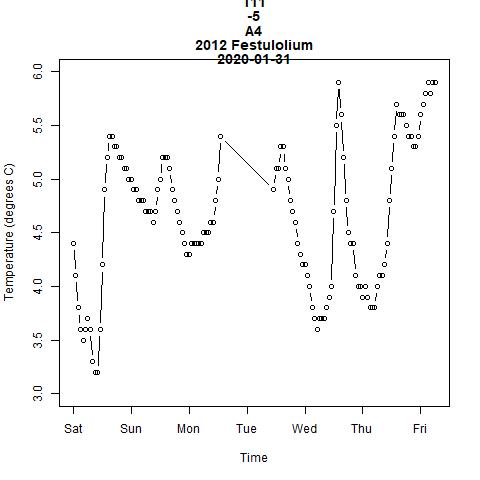 T11
-5
A4
2012 Festulolium
2020-01-31
Temperature (degrees C)
6.0
5.5
5.0
4.5
4.0
3.5
3.0
Sat Sun Mon Tue Wed Thu Fri
Time